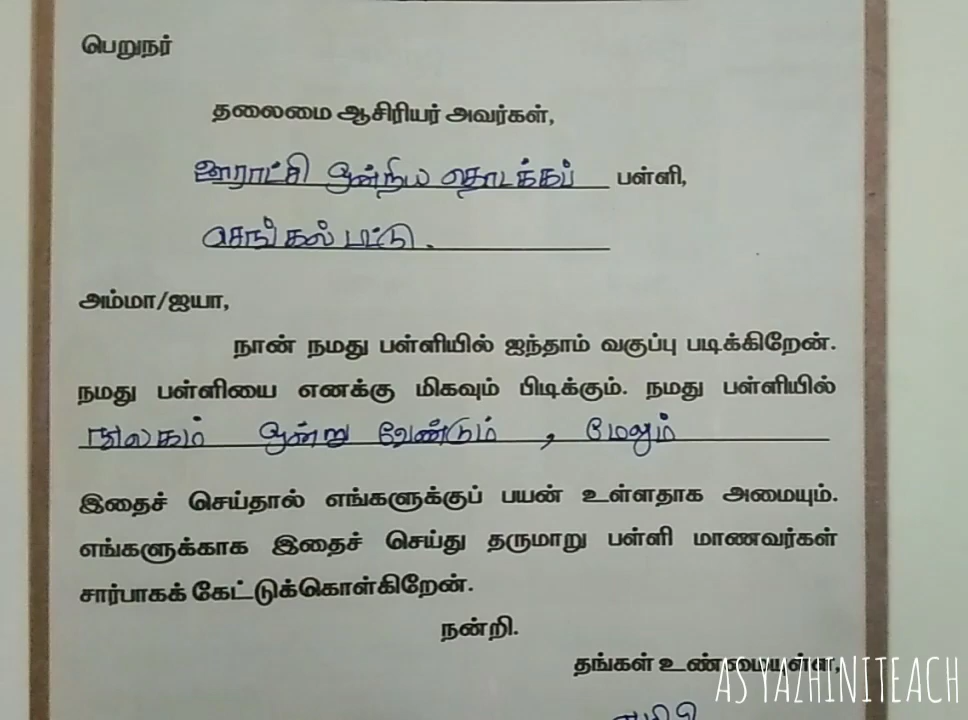 பெறுநர்
தலைமை ஆசிரியர் அவர்கள்,
ஊராட்சி ஒன்றிய தொடக்கப் பள்ளி,
செங்கல்பட்டு.
அம்மா/ஐயா,
நான் நமது பள்ளியில் ஐந்தாம் வகுப்பு படிக்கிறேன்.
நமது பள்ளியை எனக்கு மிகவும் பிடிக்கும். நமது பள்ளியில்
நூலகம் ஒன்று வேண்டும் , மேலும்
இதைச் செய்தால் எங்களுக்குப் பயன் உள்ளதாக அமையும்.
எங்களுக்காக இதைச் செய்து தருமாறு பள்ளி மாணவர்கள்
சார்பாகக் கேட்டுக்கொள்கிறேன்.
நன்றி.
தங்கள் உண்மையுள்ள,
ASYAZHINITEACH